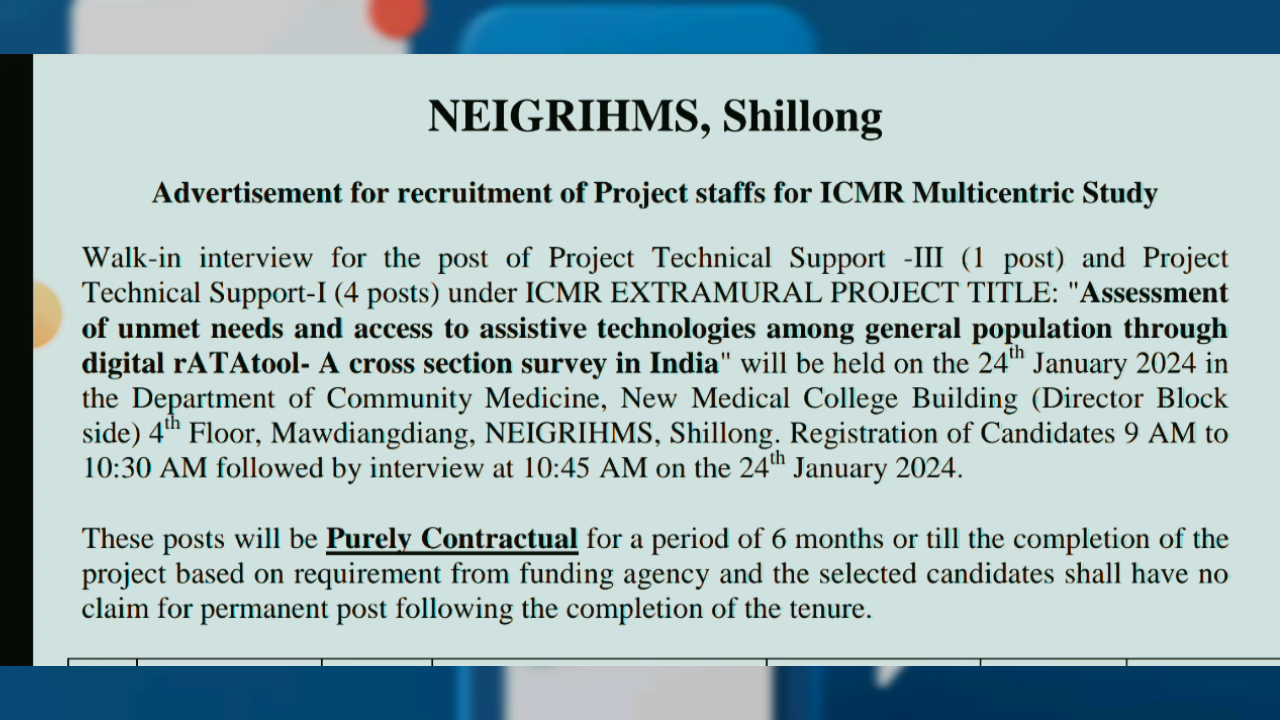 NEIGRIHMS, Shillong
Advertisement for recruitment of Project staffs for ICMR Multicentric Study
Walk-in interview for the post of Project Technical Support -III (1 post) and Project
Technical Support-I (4 posts) under ICMR EXTRAMURAL PROJECT TITLE: "Assessment
of unmet needs and access to assistive technologies among general population through
digital rATAtool- A cross section survey in India" will be held on the 24th January 2024 in
the Department of Community Medicine, New Medical College Building (Director Block
side) 4th Floor, Mawdiangdiang, NEIGRIHMS, Shillong. Registration of Candidates 9 AM to
10:30 AM followed by interview at 10:45 AM on the 24th January 2024.
These posts will be Purely Contractual for a period of 6 months or till the completion of the
project based on requirement from funding agency and the selected candidates shall have no
claim for permanent post following the completion of the tenure.